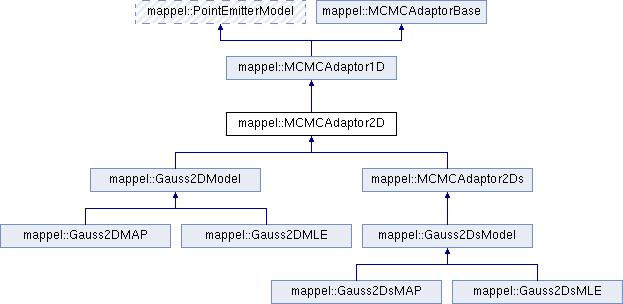 mappel::PointEmitterModel
mappel::MCMCAdaptorBase
mappel::MCMCAdaptor1D
mappel::MCMCAdaptor2D
mappel::Gauss2DModel
mappel::MCMCAdaptor2Ds
mappel::Gauss2DMAP
mappel::Gauss2DMLE
mappel::Gauss2DsModel
mappel::Gauss2DsMAP
mappel::Gauss2DsMLE